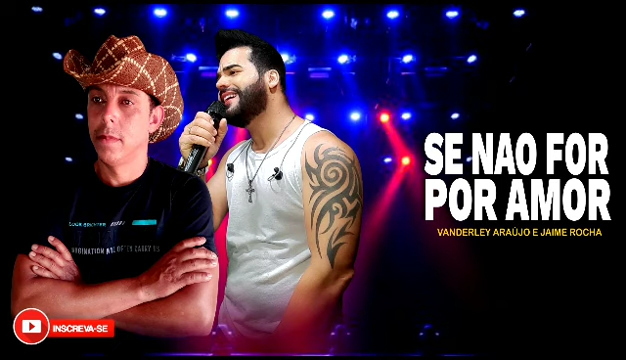 SE NAO FOR
POR AMOR
VANDERLEY ARAÚJO E JAIME ROCHA
INSCREVA-SE